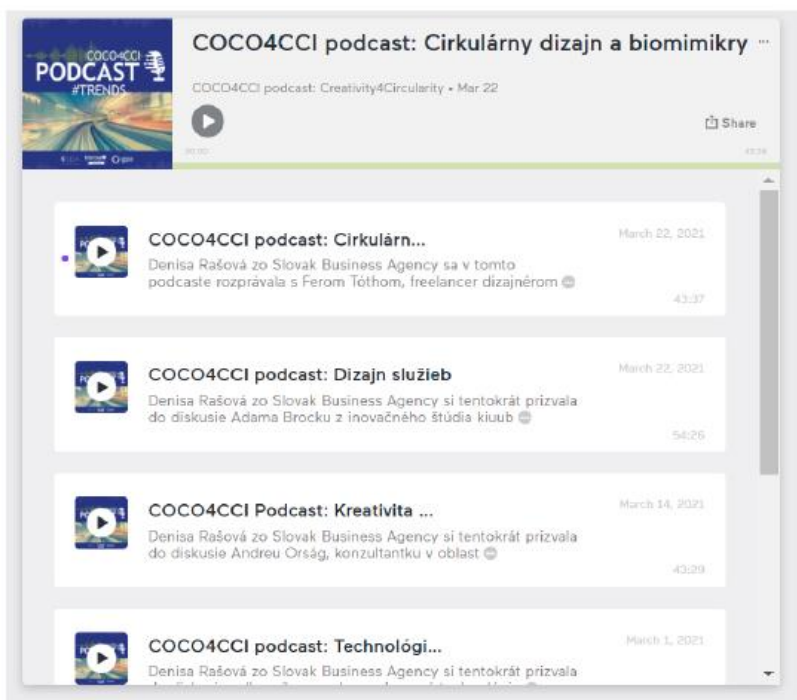 COCO4CCI
PODCAST
#TRENDS
COCO4CCI podcast: Cirkulárny dizajn a biomimikry ...
COCO4CCI podcast: Creativity4Circularity • Mar 22
Share
00:00
COCO4CCI podcast: Cirkulárn...
March 22, 2021
Denisa Rašová zo Slovak Business Agency sa v tomto
podcaste rozprávala s Ferom Tóthom, freelancer dizajnérom
43:37
COCO4CCI podcast: Dizajn služieb
March 22, 2021
Denisa Rašová zo Slovak Business Agency si tentokrát prizvala
do diskusie Adama Brocku z inovačného štúdia kiuub
54:26
COCO4CCI Podcast: Kreativita ...
March 14, 2021
Denisa Rašová zo Slovak Business Agency si tentokrát prizvala
do diskusie Andreu Orság, konzultantku v oblast
43:29
COCO4CCI podcast: Technológi...
March 1, 2021
Denisa Rašová zo Slovak Business Agency si tentokrát prizvala